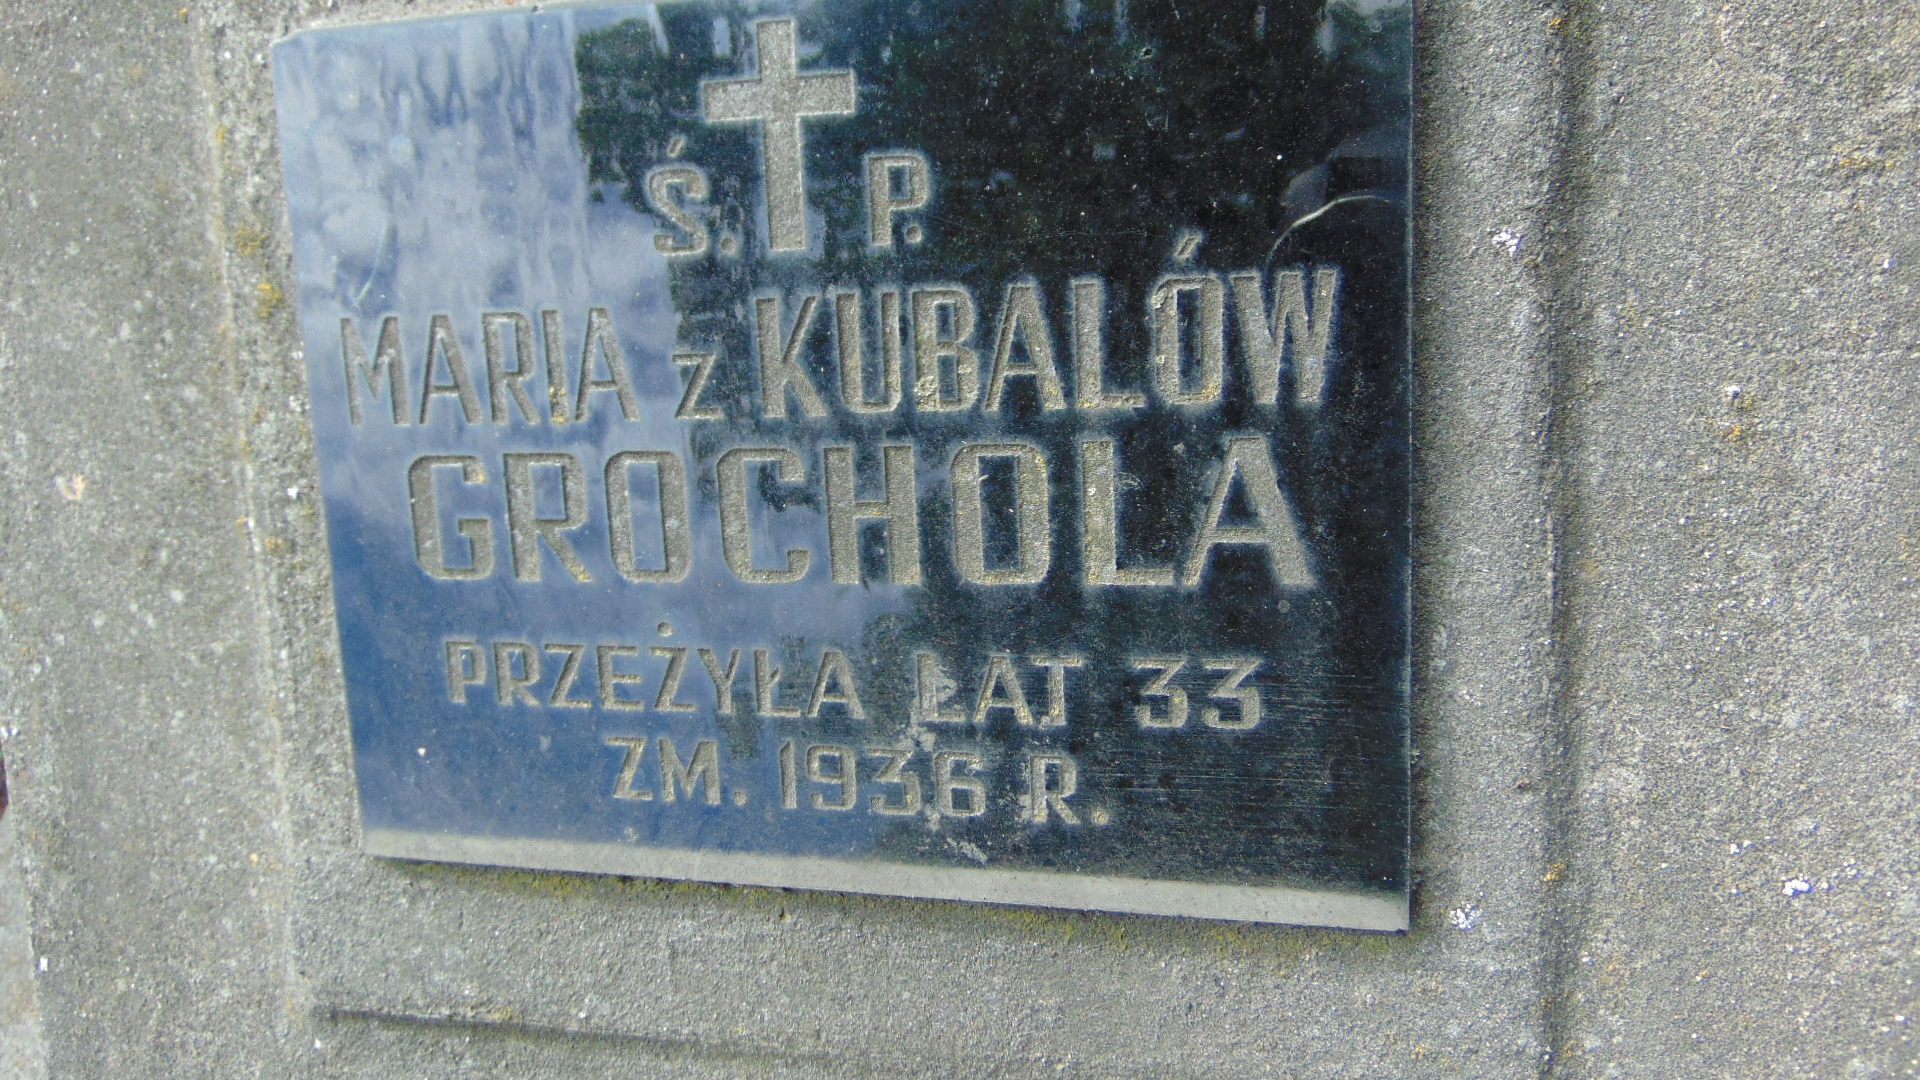 Ś. P.
MARIA z KUBALÓW
GROCHOLA
PRZEŻYŁA LAT 33
ZM. 1936 R.